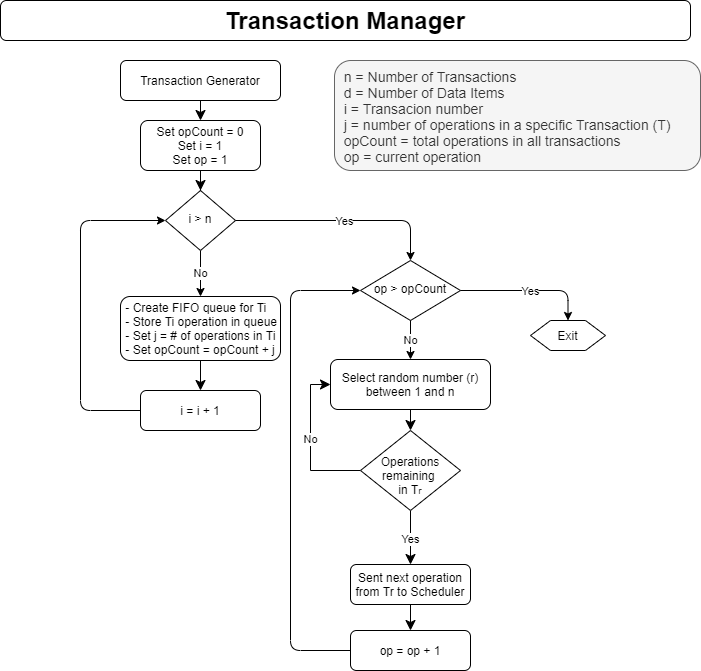 Transaction Manager
Transaction Generator
n = Number of Transactions
d = Number of Data Items
i = Transacion number
j = number of operations in a specific Transaction (T)
opCount = total operations in all transactions
op = current operation
Set opCount = 0
Set i = 1
Set op = 1
i > n
Yes
No
- Create FIFO queue for Ti
- Store Ti operation in queue
- Set j = # of operations in Ti
- Set opCount = opCount + j
i = i + 1
op > opCount
Yes
Exit
No
Select random number (r)
between 1 and n
No
Operations
remaining
in Tr
Yes
Sent next operation
from Tr to Scheduler
op = op + 1